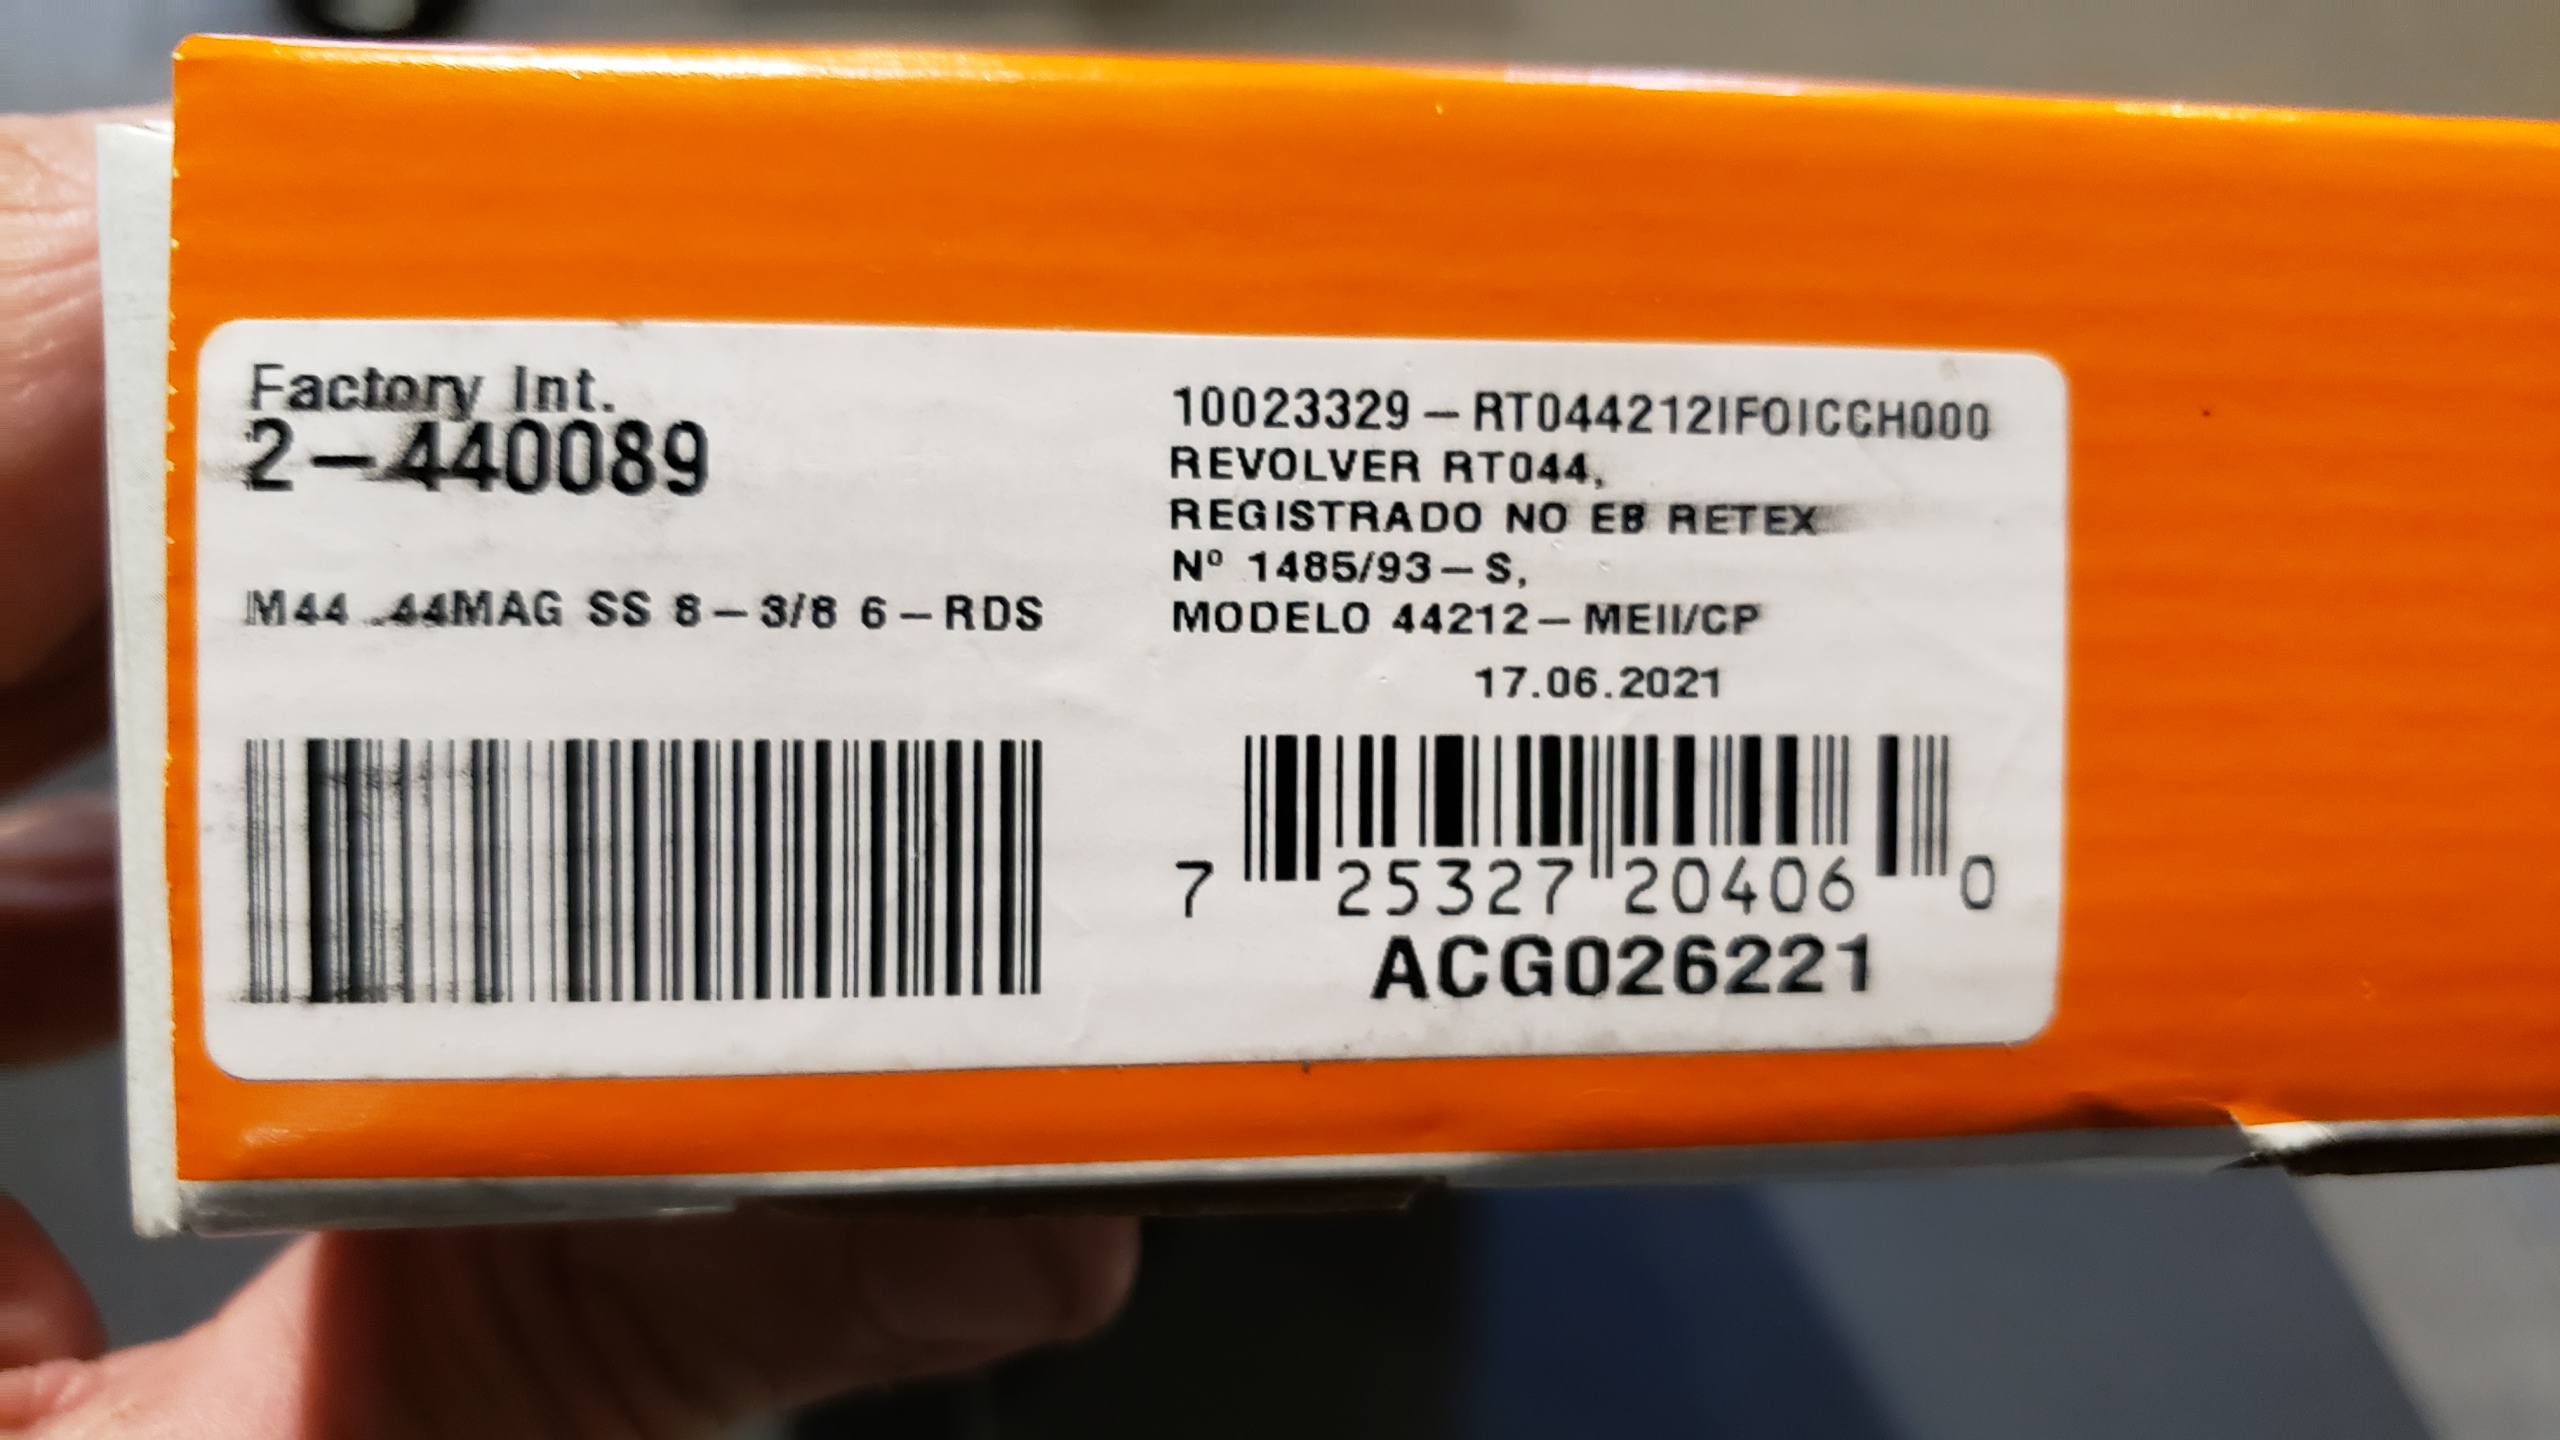 Factory Int.
2-440089
M44 .44MAG SS 8-3/8 6-RDS
10023329-RT044212IFOICCH000
REVOLVER RT044,
REGISTRADO NO EB RETEX
Nº 1485/93-S,
MODELO 44212-MEII/CP
17.06.2021
7 25327 20406 0
ACG026221